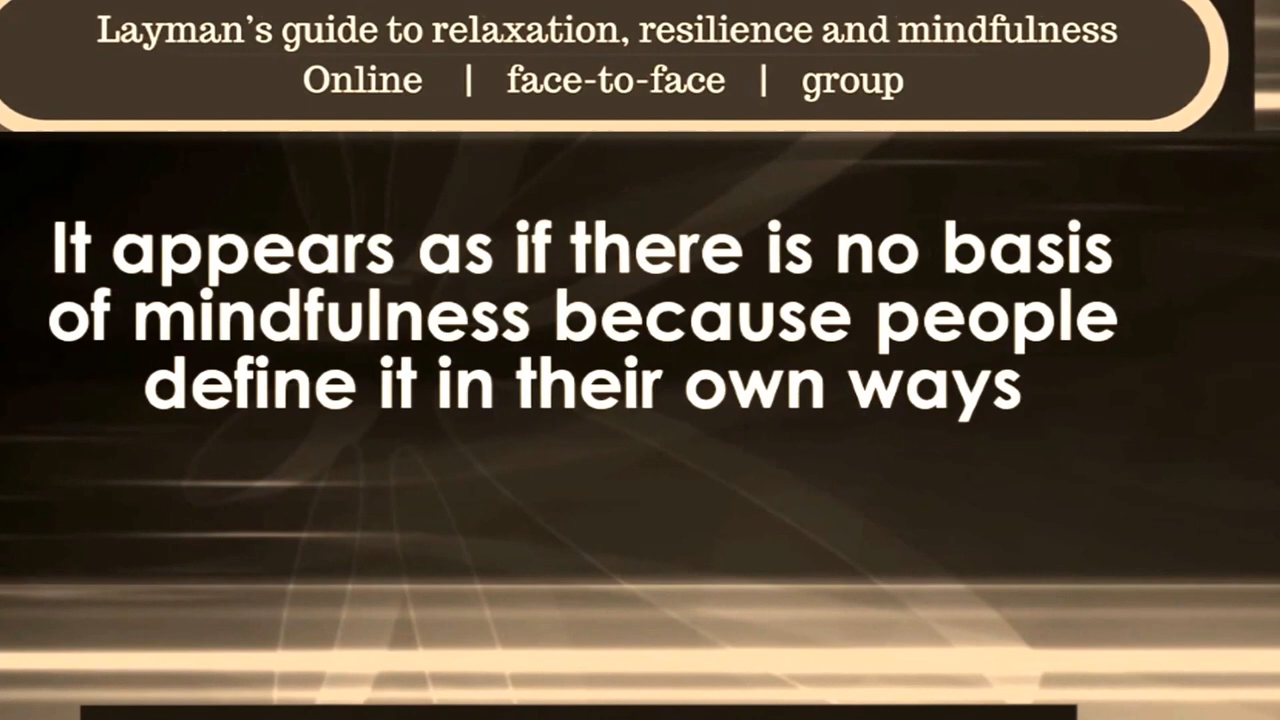 Layman's guide to relaxation, resilience and mindfulness
Online | face-to-face | group
It appears as if there is no basis
of mindfulness because people
define it in their own ways